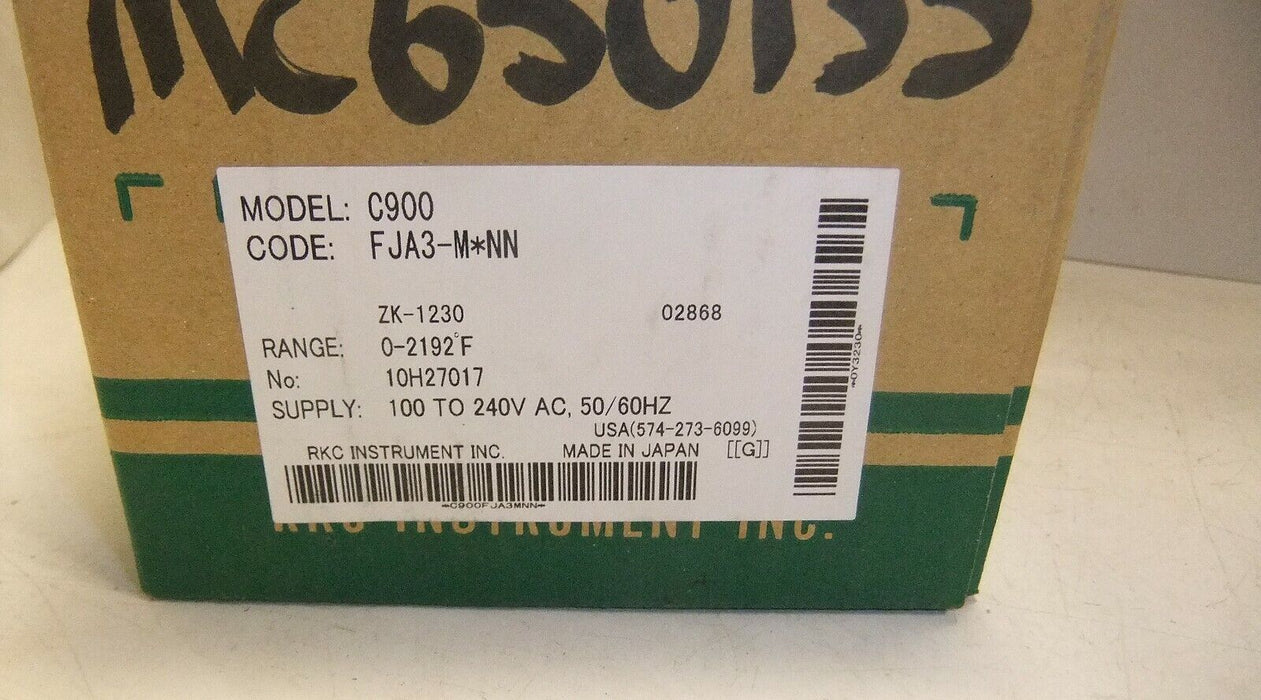 MC650133
MODEL: C900
CODE: FJA3-M*NN
ZK-1230 02868
RANGE: 0-2192°F
No: 10H27017
SUPPLY: 100 TO 240V AC, 50/60HZ
USA(574-273-6099)
RKC INSTRUMENT INC. MADE IN JAPAN [[G]]
*C900FJA3MNN*
*0Y3230*
RKC INSTRUMENT INC.